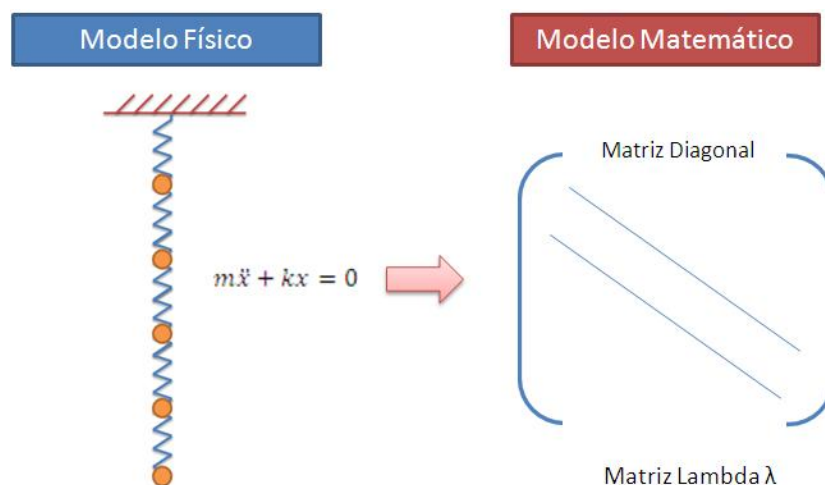 Modelo Físico
Modelo Matemático
Matriz Diagonal
mẍ + kx = 0
Matriz Lambda λ